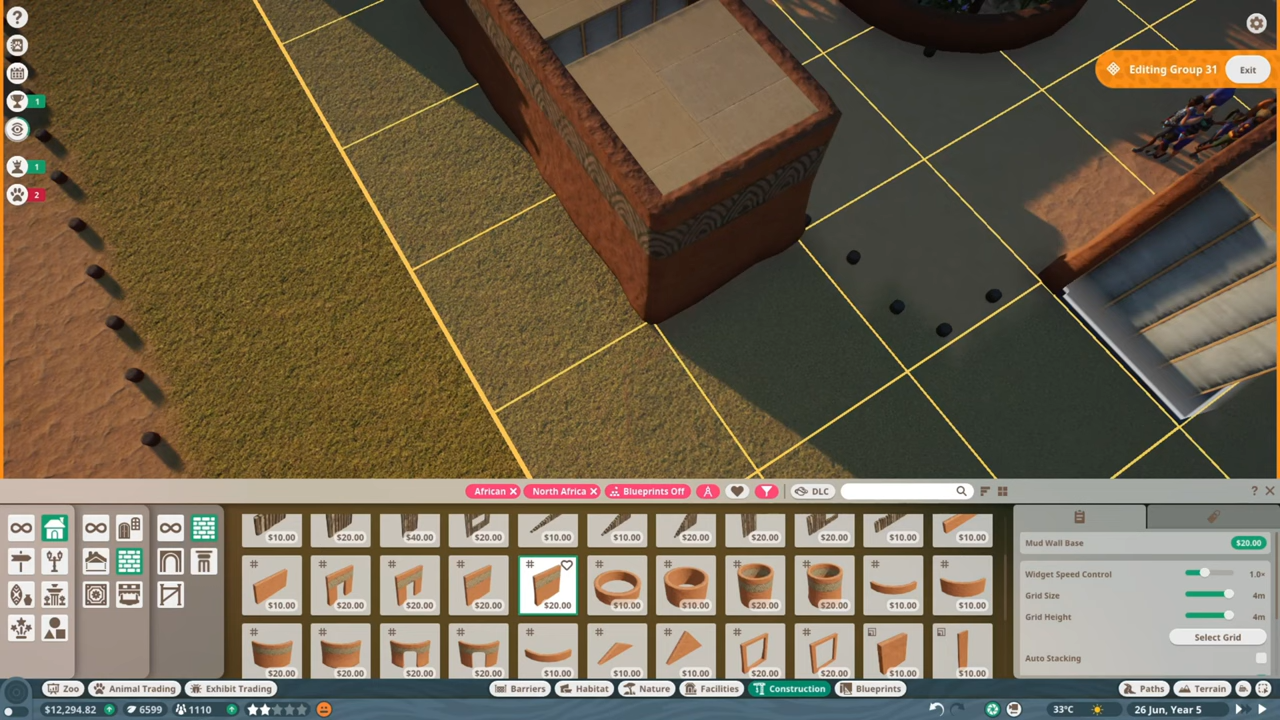 ?
Editing Group 31 Exit
1
1
2
African × North Africa × Blueprints Off DLC
? ×
$10.00 $10.00 $40.00 $20.00 $10.00 $10.00 $20.00 $10.00 $20.00 $10.00 $10.00
$10.00 $20.00 $20.00 $20.00 $20.00 $10.00 $10.00 $20.00 $20.00 $10.00 $10.00
$20.00 $20.00 $20.00 $20.00 $10.00 $10.00 $10.00 $20.00 $20.00 $20.00 $10.00
Mud Wall Base $20.00
Widget Speed Control 1.0×
Grid Size 4m
Grid Height 4m
Select Grid
Auto Stacking
Zoo Animal Trading Exhibit Trading Barriers Habitat Nature Facilities Construction Blueprints Paths Terrain
$12,294.82 6599 1110 33°C 26 Jun, Year 5